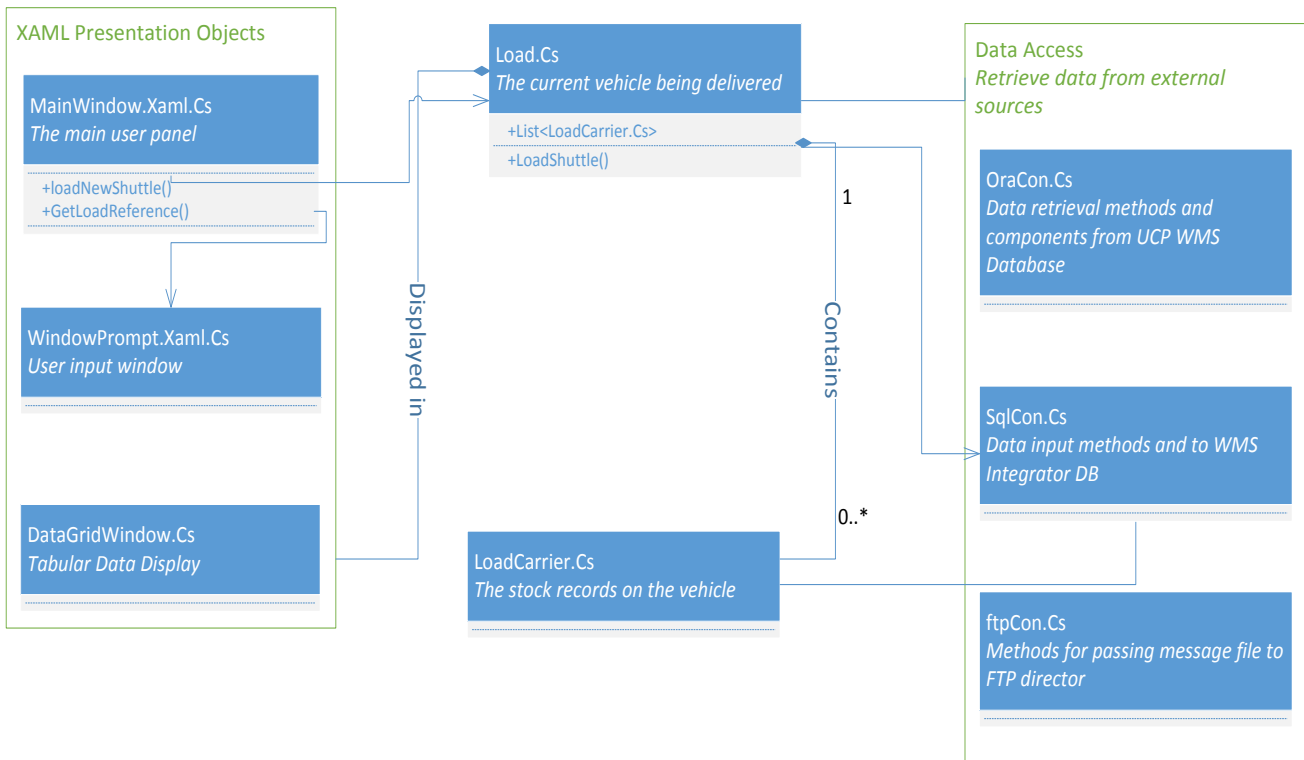 XAML Presentation Objects
MainWindow.Xaml.Cs
The main user panel
+loadNewShuttle()
+GetLoadReference()
WindowPrompt.Xaml.Cs
User input window
DataGridWindow.Cs
Tabular Data Display
Displayed in
Load.Cs
The current vehicle being delivered
+List<LoadCarrier.Cs>
+LoadShuttle()
1
Contains
0..*
LoadCarrier.Cs
The stock records on the vehicle
Data Access
Retrieve data from external
sources
OraCon.Cs
Data retrieval methods and
components from UCP WMS
Database
SqlCon.Cs
Data input methods and to WMS
Integrator DB
ftpCon.Cs
Methods for passing message file to
FTP director